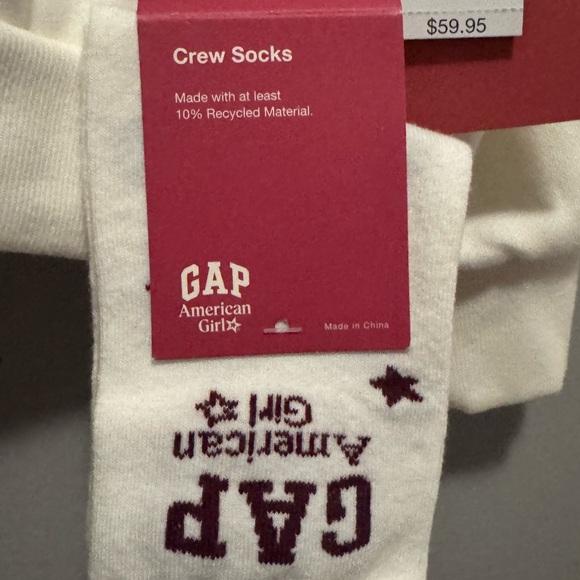 $59.95
Crew Socks
Made with at least
10% Recycled Material.
GAP
American
Girl
Made in China
GAP
American
Girl